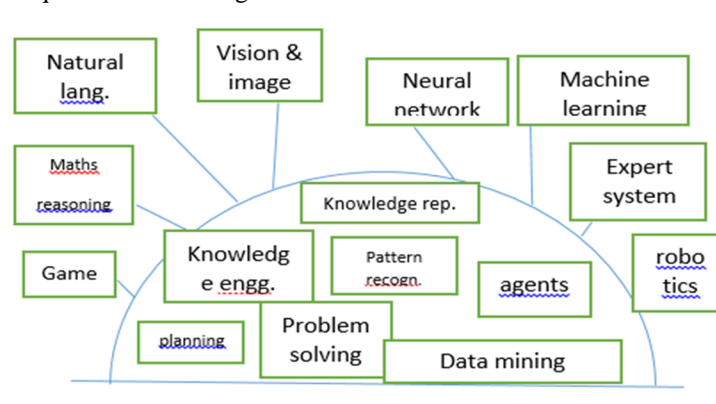 Natural
lang.
Vision &
image
Neural
network
Machine
learning
Maths
reasoning
Expert
system
Knowledge rep.
Game
Knowledg
e engg.
Pattern
recogn.
agents
robo
tics
planning
Problem
solving
Data mining